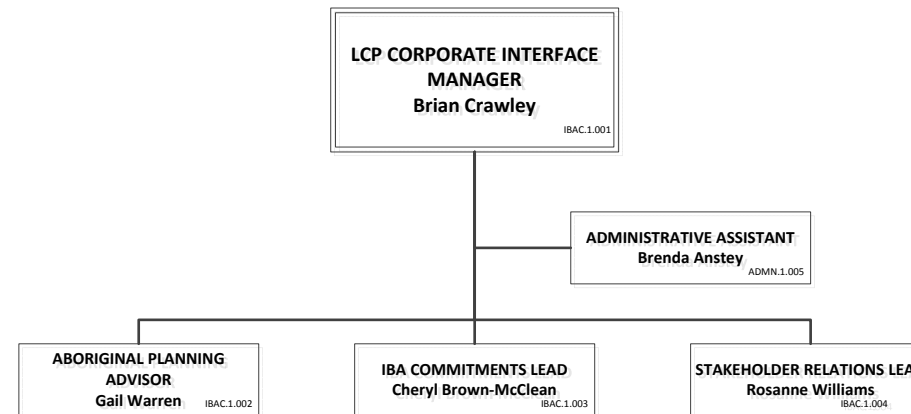 LCP CORPORATE INTERFACE
MANAGER
Brian Crawley
IBAC.1.001
ADMINISTRATIVE ASSISTANT
Brenda Anstey
ADMN.1.005
ABORIGINAL PLANNING
ADVISOR
Gail Warren
IBAC.1.002
IBA COMMITMENTS LEAD
Cheryl Brown-McClean
IBAC.1.003
STAKEHOLDER RELATIONS LEA
Rosanne Williams
IBAC.1.004